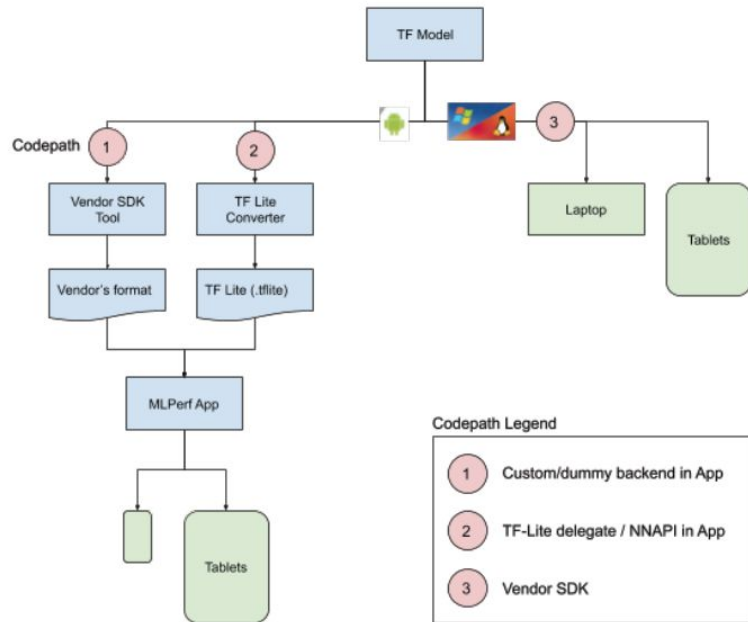 TF Model
Codepath
1
2
3
Vendor SDK
Tool
TF Lite
Converter
Laptop
Tablets
Vendor's format
TF Lite (.tflite)
MLPerf App
Tablets
Codepath Legend
1 Custom/dummy backend in App
2 TF-Lite delegate / NNAPI in App
3 Vendor SDK